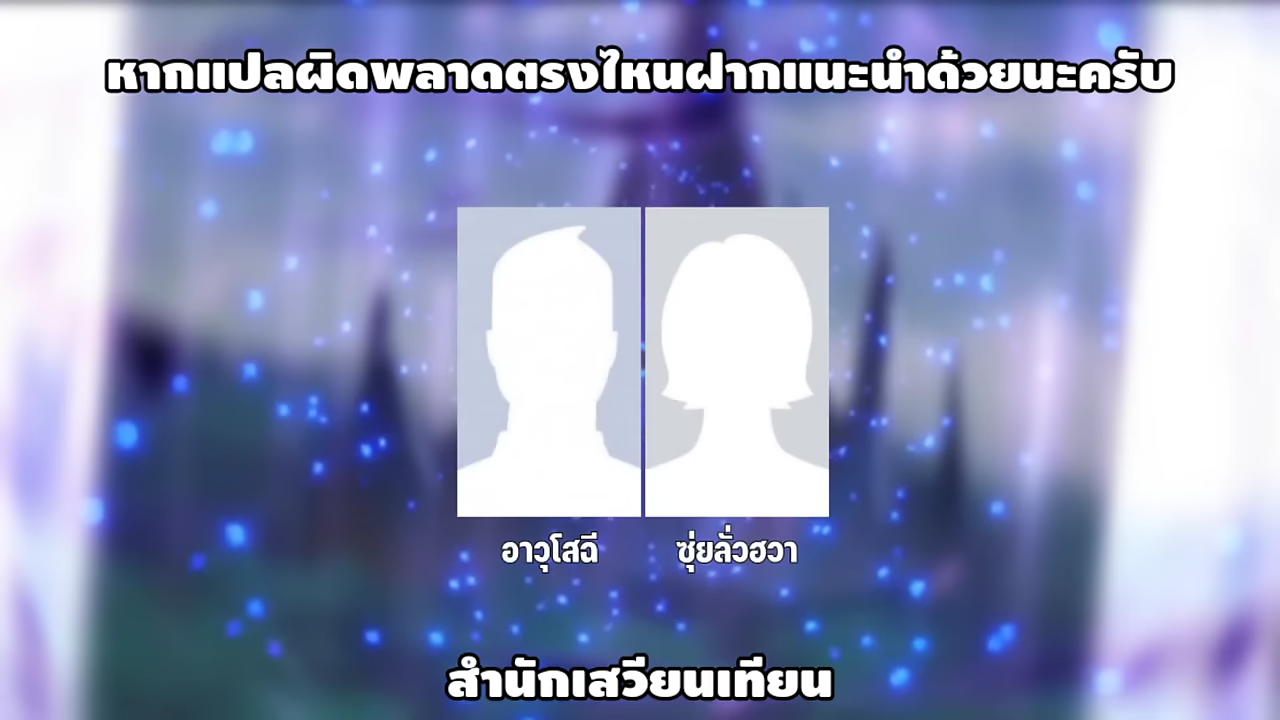 หากแปลผิดพลาดตรงไหนฝากแนะนำด้วยนะครับ
อาวุโสฉี
ซุ่ยลั่วฮวา
สำนักเสวียนเทียน